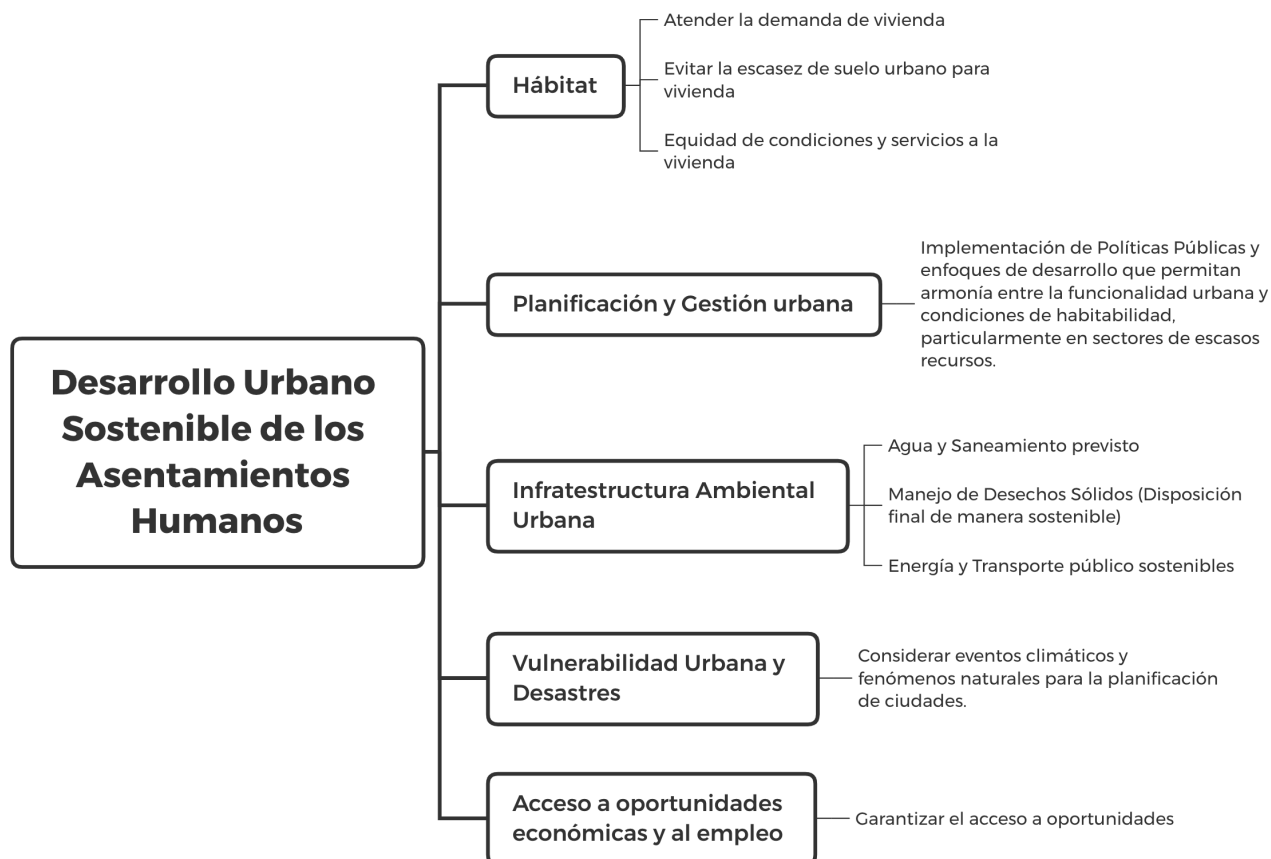 Desarrollo Urbano
Sostenible de los
Asentamientos
Humanos
Hábitat
Atender la demanda de vivienda
Evitar la escasez de suelo urbano para
vivienda
Equidad de condiciones y servicios a la
vivienda
Planificación y Gestión urbana
Implementación de Políticas Públicas y
enfoques de desarrollo que permitan
armonía entre la funcionalidad urbana y
condiciones de habitabilidad,
particularmente en sectores de escasos
recursos.
Infratestructura Ambiental
Urbana
Agua y Saneamiento previsto
Manejo de Desechos Sólidos (Disposición
final de manera sostenible)
Energía y Transporte público sostenibles
Vulnerabilidad Urbana y
Desastres
Considerar eventos climáticos y
fenómenos naturales para la planificación
de ciudades.
Acceso a oportunidades
económicas y al empleo
Garantizar el acceso a oportunidades